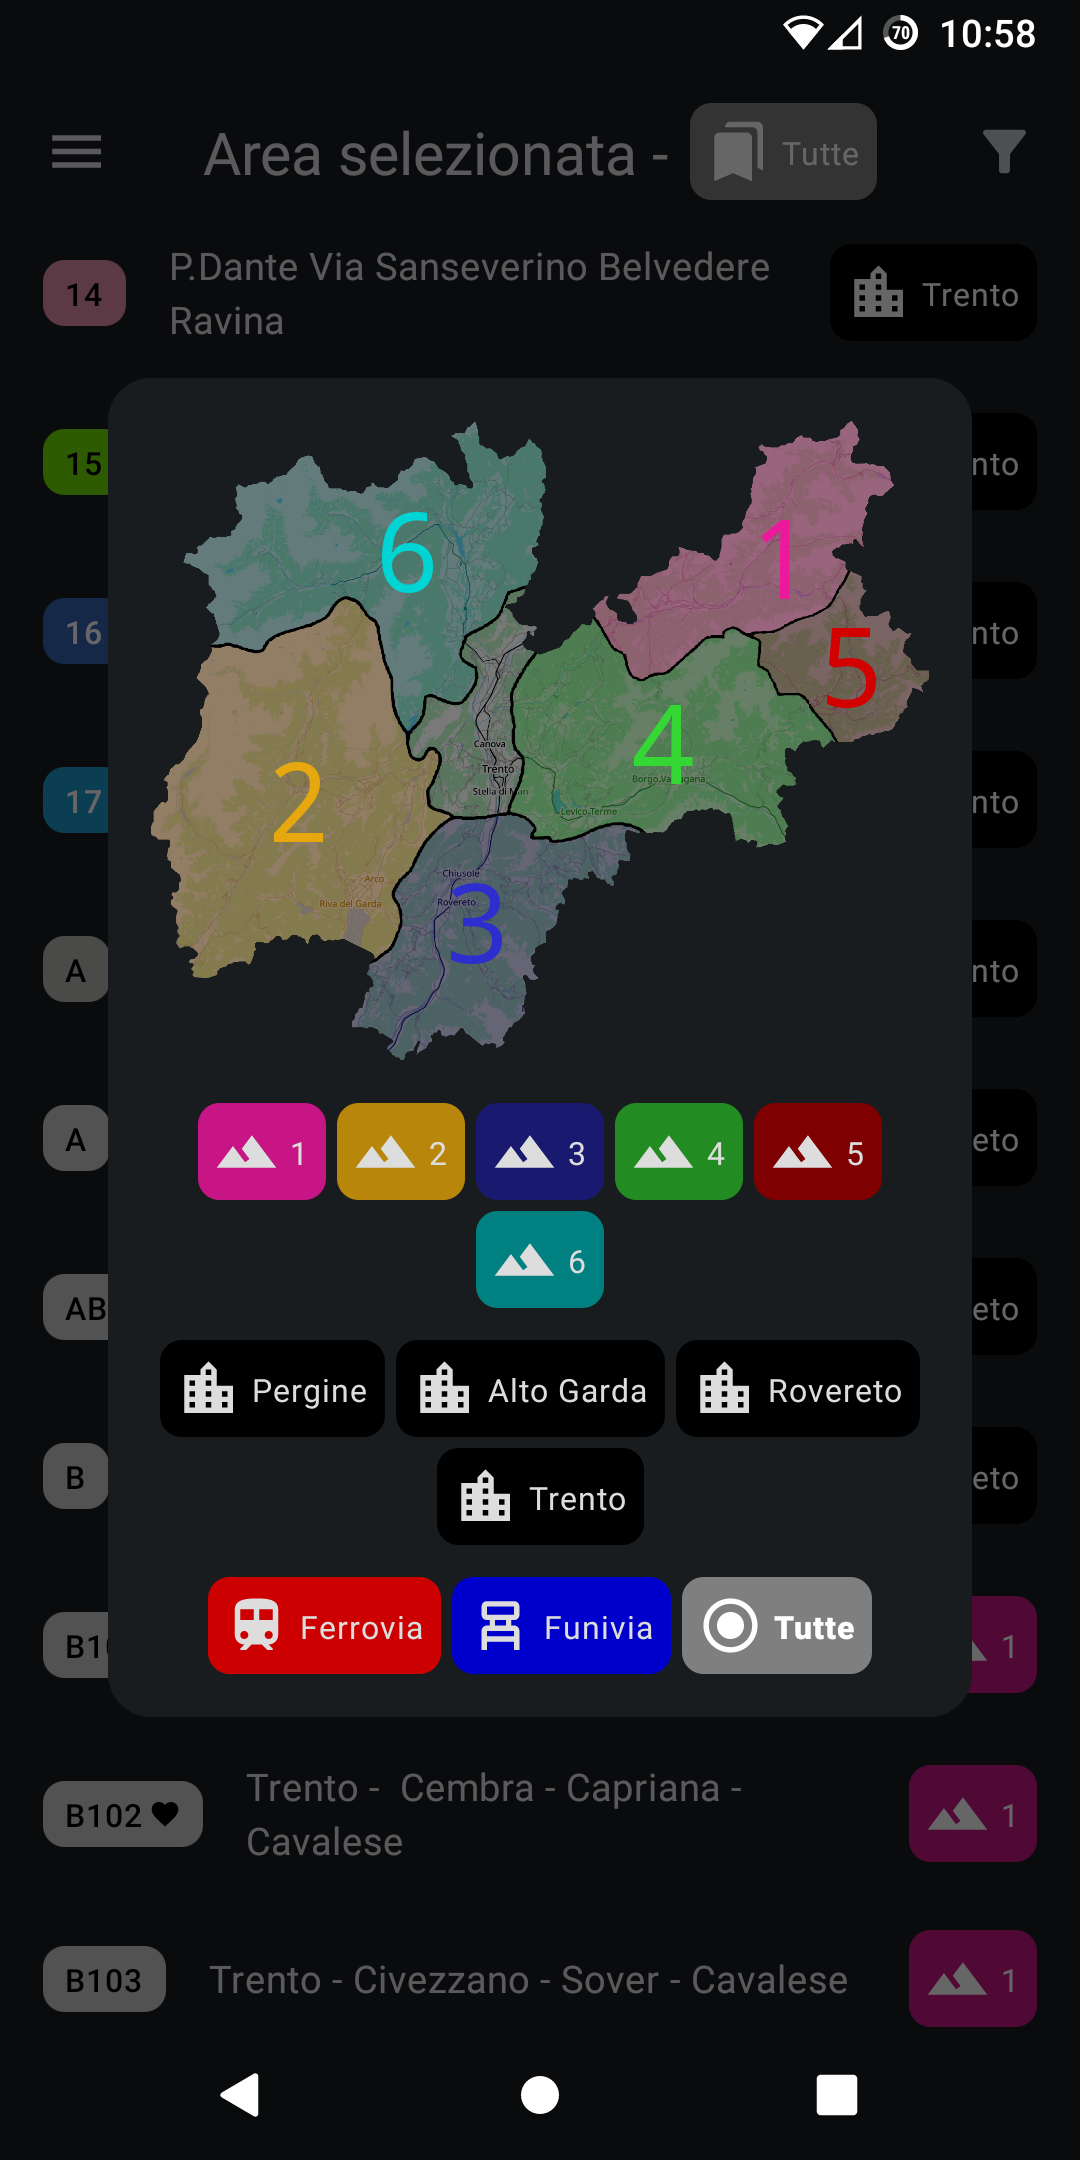 70 10:58
Area selezionata - Tutte
14 P.Dante Via Sanseverino Belvedere Ravina Trento
15 nto
16 nto
17 nto
A nto
A eto
AB eto
B eto
B10 1
6
1
5
4
2
3
Canova
Trento
Stella di Man
Borgo Valsugana
Levico Terme
Chiusole
Rovereto
Arco
Riva del Garda
1 2 3 4 5
6
Pergine Alto Garda Rovereto
Trento
Ferrovia Funivia Tutte
B102 Trento - Cembra - Capriana - Cavalese 1
B103 Trento - Civezzano - Sover - Cavalese 1